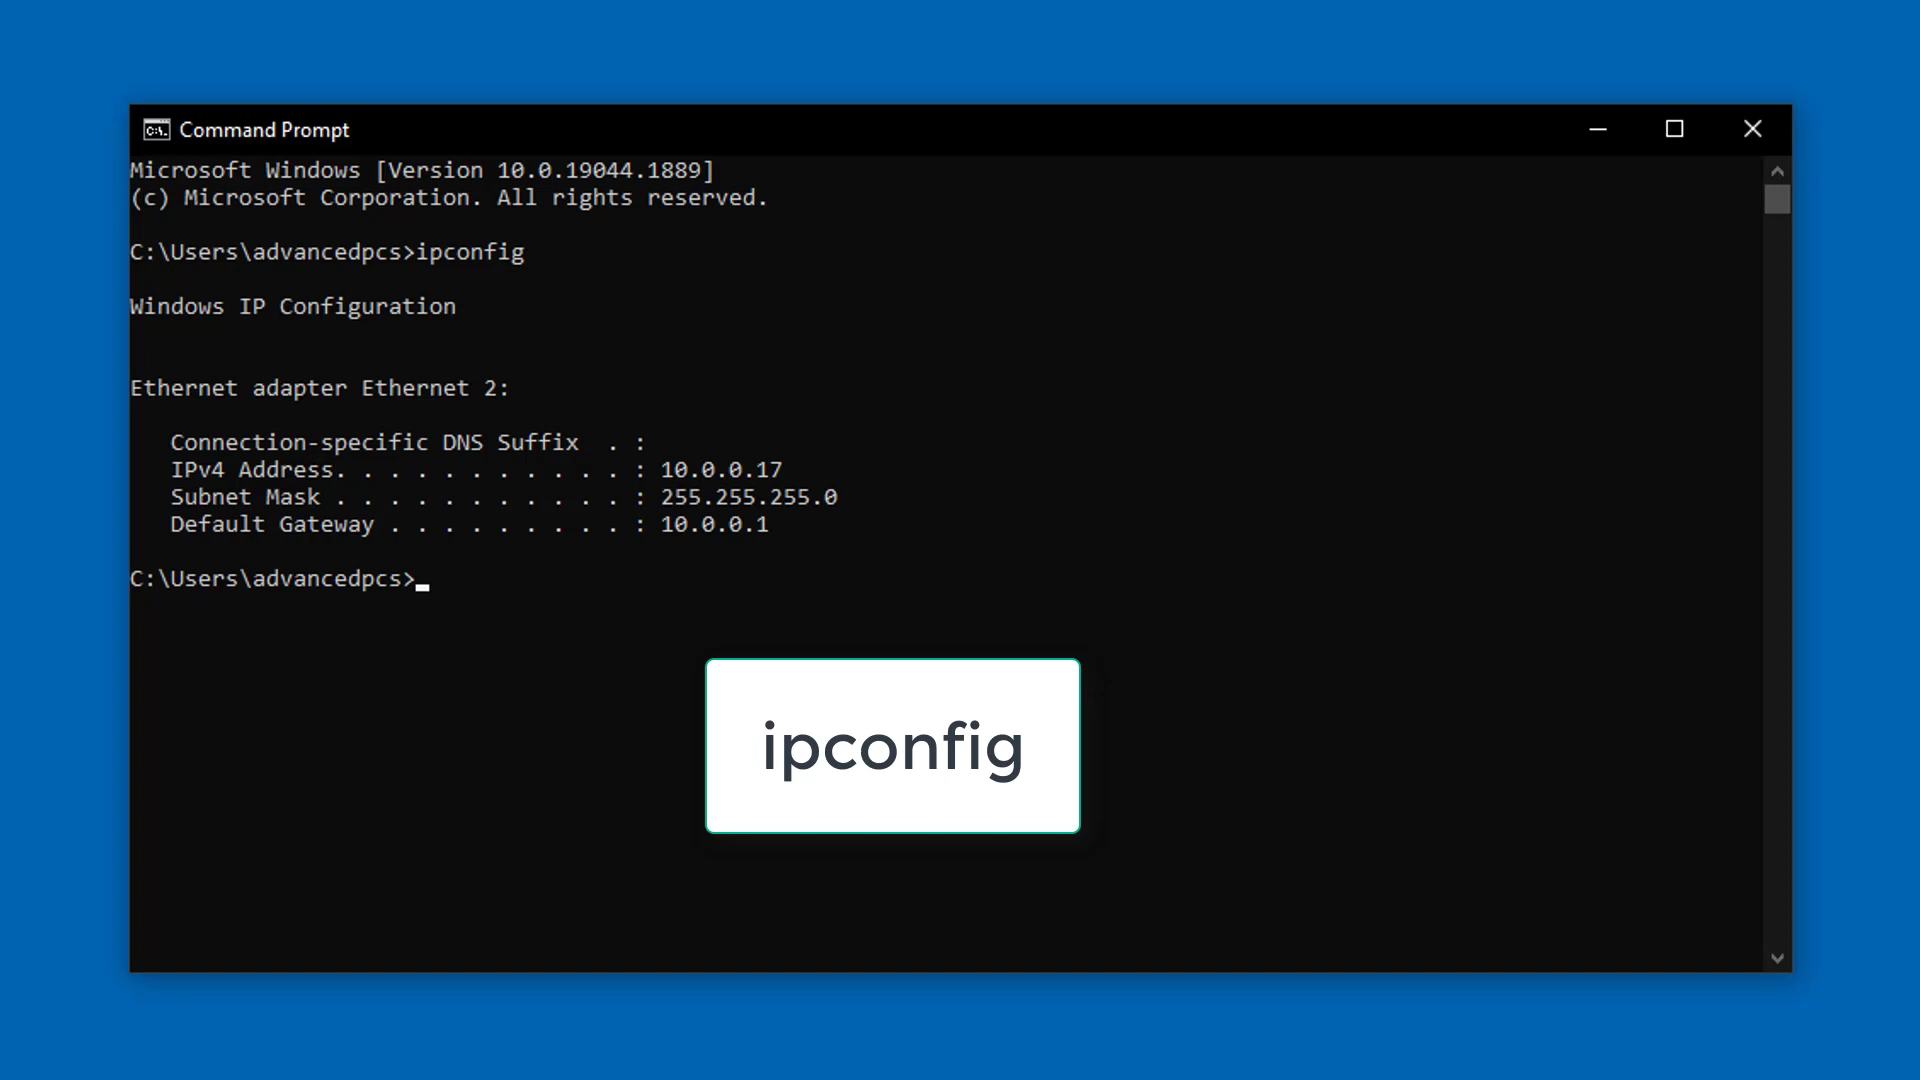 Command Prompt
Microsoft Windows [Version 10.0.19044.1889]
(c) Microsoft Corporation. All rights reserved.
C:\Users\advancedpcs>ipconfig
Windows IP Configuration
Ethernet adapter Ethernet 2:
Connection-specific DNS Suffix  . :
IPv4 Address. . . . . . . . . . . : 10.0.0.17
Subnet Mask . . . . . . . . . . . : 255.255.255.0
Default Gateway . . . . . . . . . : 10.0.0.1
C:\Users\advancedpcs>
ipconfig